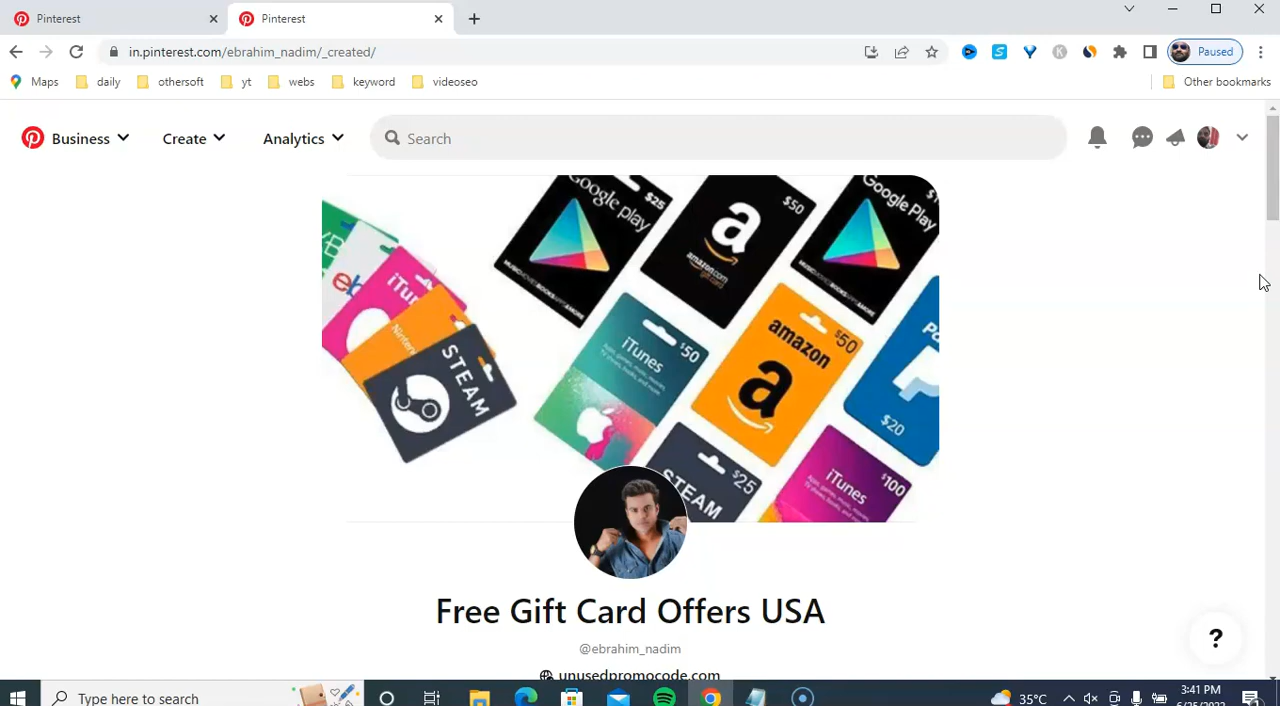 Pinterest
Pinterest
in.pinterest.com/ebrahim_nadim/_created/
Paused
Maps
daily
othersoft
yt
webs
keyword
videoseo
Other bookmarks
Business
Create
Analytics
Search
Google play
$25
$50
amazon.com
Google Play
iTunes
$50
amazon
$50
STEAM
$20
STEAM
$25
iTunes
$100
Free Gift Card Offers USA
@ebrahim_nadim
unusedpromocode.com
?
Type here to search
35°C
3:41 PM